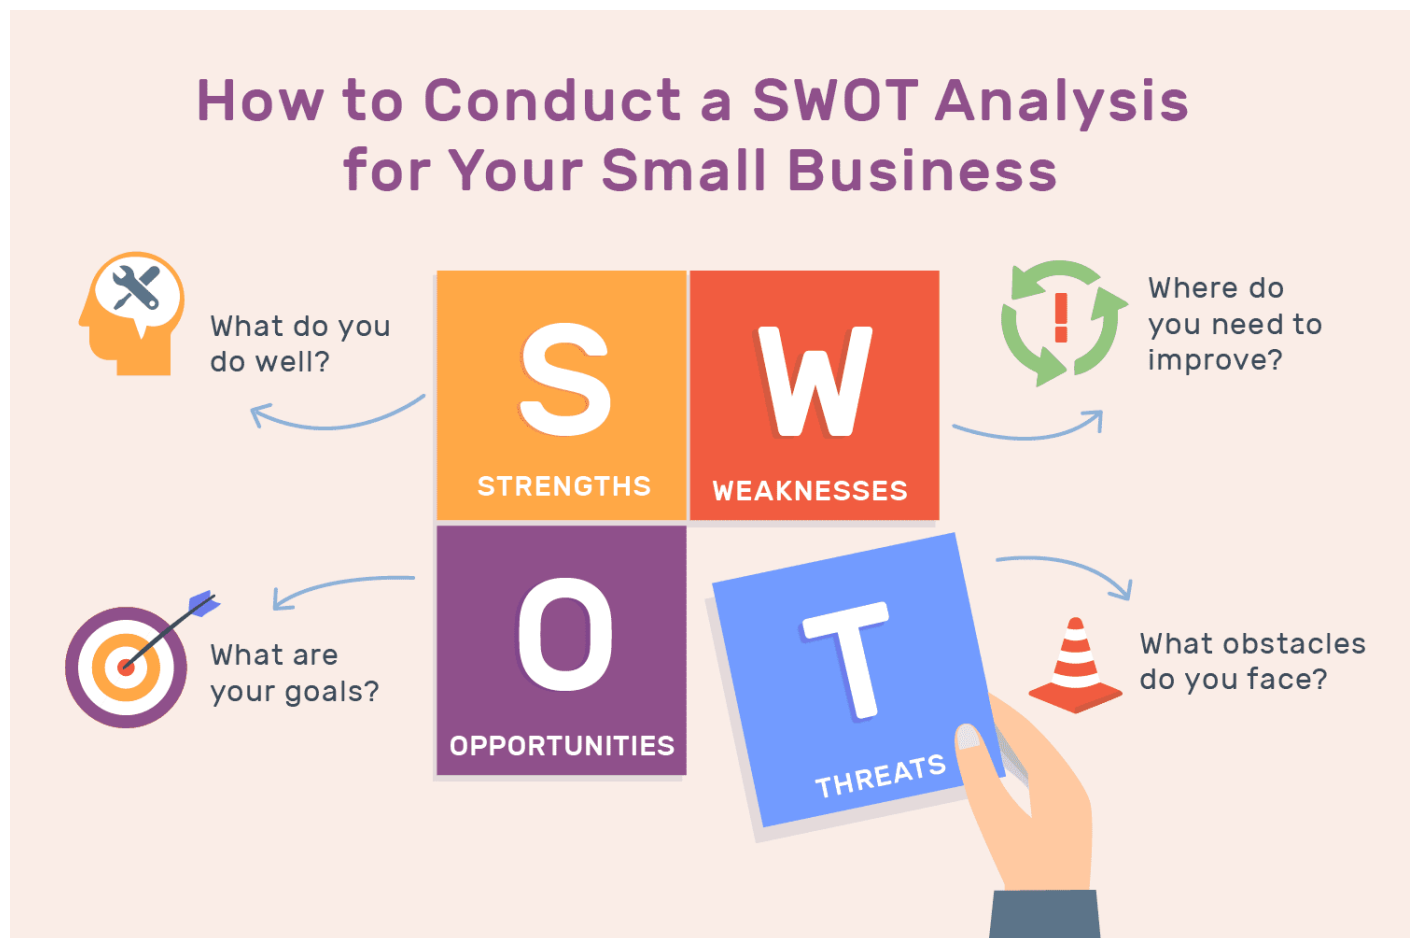 How to Conduct a SWOT Analysis
for Your Small Business
What do you
do well?
S
STRENGTHS
W
WEAKNESSES
!
Where do
you need to
improve?
What are
your goals?
O
OPPORTUNITIES
T
THREATS
What obstacles
do you face?